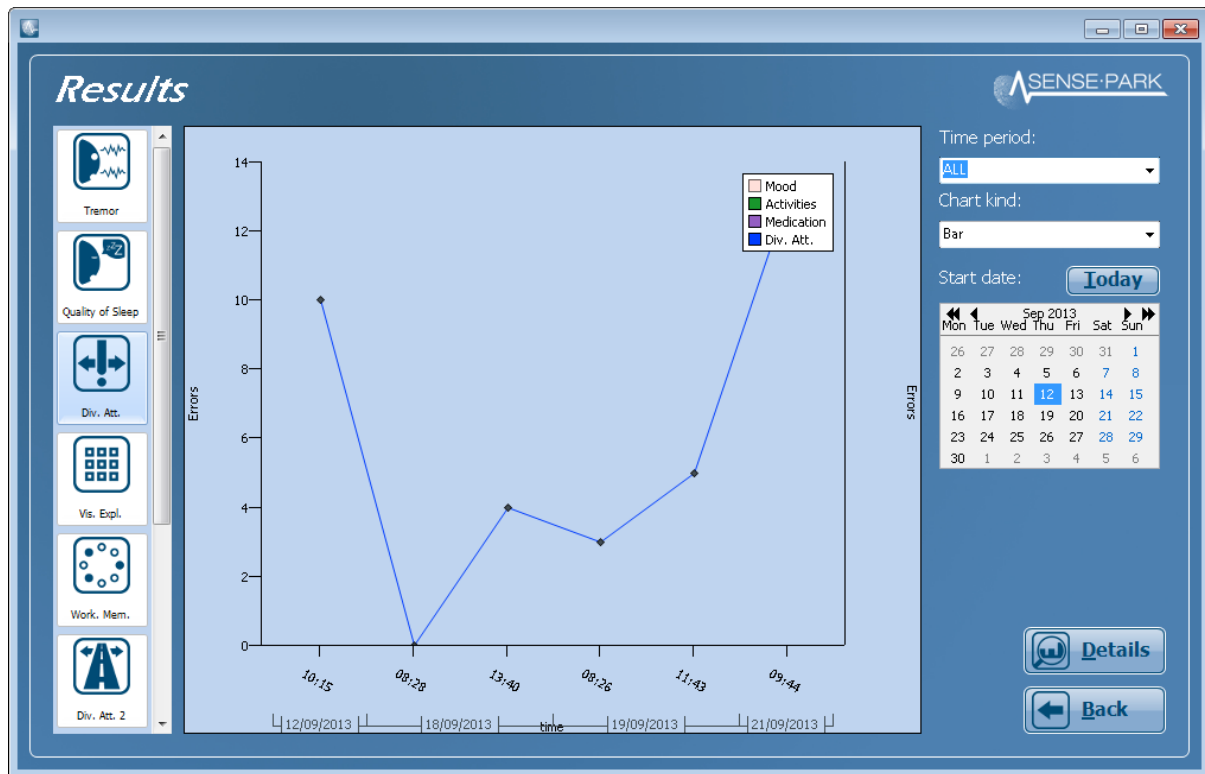 Results
SENSE·PARK
Tremor
zZZ
Quality of Sleep
Div. Att.
Vis. Expl.
Work. Mem.
Div. Att. 2
14
12
10
8
6
4
2
0
Errors
Mood
Activities
Medication
Div. Att.
Errors
10:15 08:28 13:40 08:26 11:43 09:44
12/09/2013 18/09/2013 19/09/2013 21/09/2013
time
Time period:
ALL
Chart kind:
Bar
Start date: Today
Sep 2013
Mon Tue Wed Thu Fri Sat Sun
26 27 28 29 30 31 1
2 3 4 5 6 7 8
9 10 11 12 13 14 15
16 17 18 19 20 21 22
23 24 25 26 27 28 29
30 1 2 3 4 5 6
Details
Back